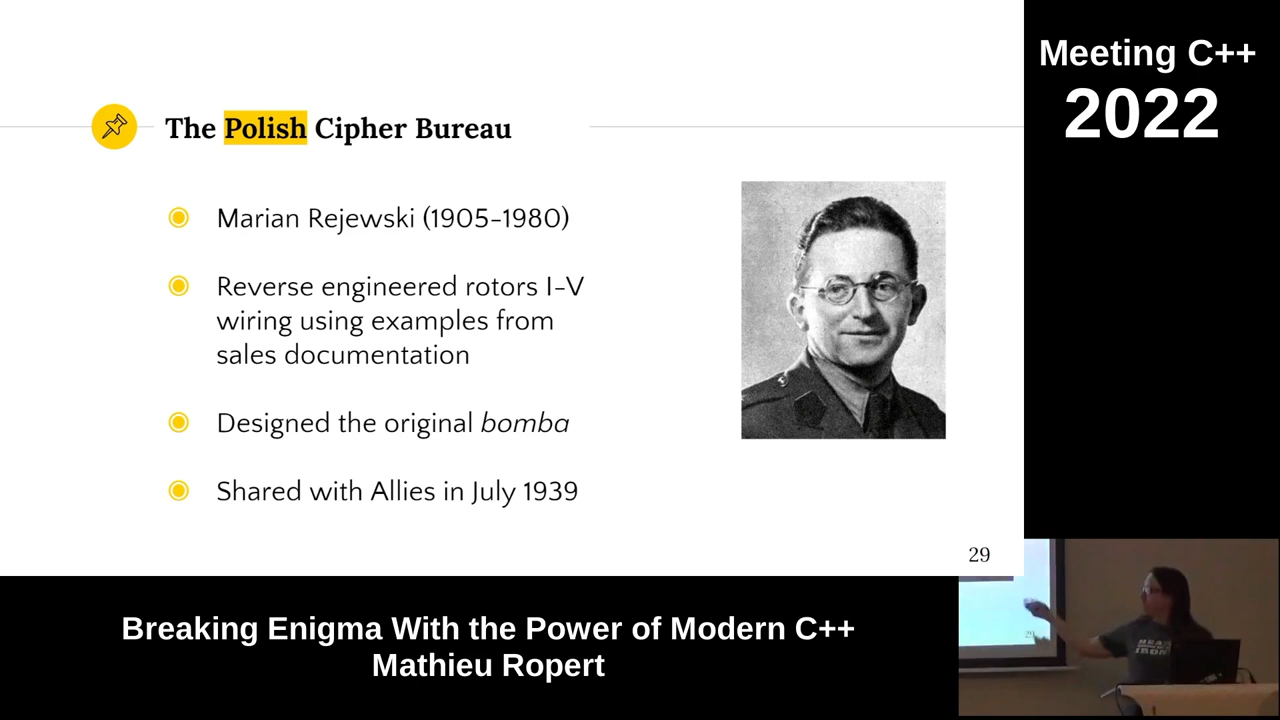 Meeting C++
2022
The Polish Cipher Bureau
Marian Rejewski (1905-1980)
Reverse engineered rotors I-V
wiring using examples from
sales documentation
Designed the original bomba
Shared with Allies in July 1939
29
Breaking Enigma With the Power of Modern C++
Mathieu Ropert